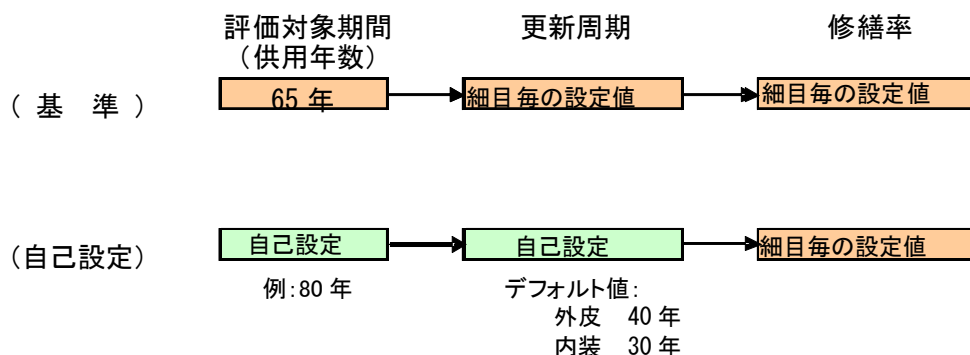 評価対象期間 更新周期 修繕率
（供用年数）
（ 基 準 ） 65 年 細目毎の設定値 細目毎の設定値
（自己設定） 自己設定 自己設定 細目毎の設定値
例：80 年 デフォルト値：
外皮 40 年
内装 30 年